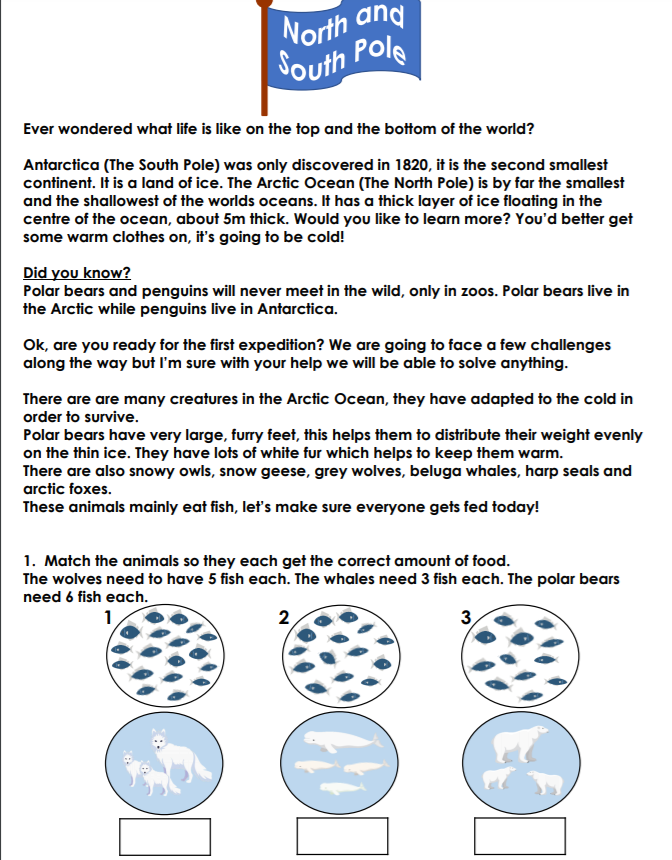 North and
South Pole
Ever wondered what life is like on the top and the bottom of the world?
Antarctica (The South Pole) was only discovered in 1820, it is the second smallest
continent. It is a land of ice. The Arctic Ocean (The North Pole) is by far the smallest
and the shallowest of the worlds oceans. It has a thick layer of ice floating in the
centre of the ocean, about 5m thick. Would you like to learn more? You'd better get
some warm clothes on, it's going to be cold!
Did you know?
Polar bears and penguins will never meet in the wild, only in zoos. Polar bears live in
the Arctic while penguins live in Antarctica.
Ok, are you ready for the first expedition? We are going to face a few challenges
along the way but I'm sure with your help we will be able to solve anything.
There are are many creatures in the Arctic Ocean, they have adapted to the cold in
order to survive.
Polar bears have very large, furry feet, this helps them to distribute their weight evenly
on the thin ice. They have lots of white fur which helps to keep them warm.
There are also snowy owls, snow geese, grey wolves, beluga whales, harp seals and
arctic foxes.
These animals mainly eat fish, let's make sure everyone gets fed today!
1. Match the animals so they each get the correct amount of food.
The wolves need to have 5 fish each. The whales need 3 fish each. The polar bears
need 6 fish each.
1 2 3